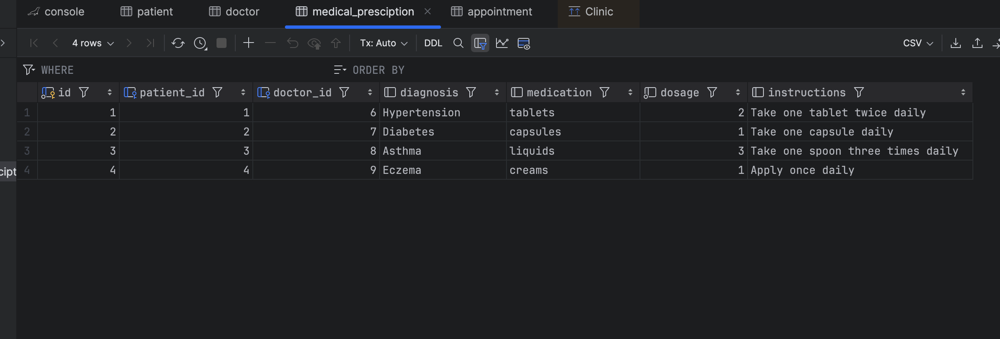 console patient doctor medical_presciption appointment Clinic
4 rows Tx: Auto DDL CSV
WHERE ORDER BY
id patient_id doctor_id diagnosis medication dosage instructions
1 1 1 6 Hypertension tablets 2 Take one tablet twice daily
2 2 2 7 Diabetes capsules 1 Take one capsule daily
3 3 3 8 Asthma liquids 3 Take one spoon three times daily
cipt 4 4 4 9 Eczema creams 1 Apply once daily